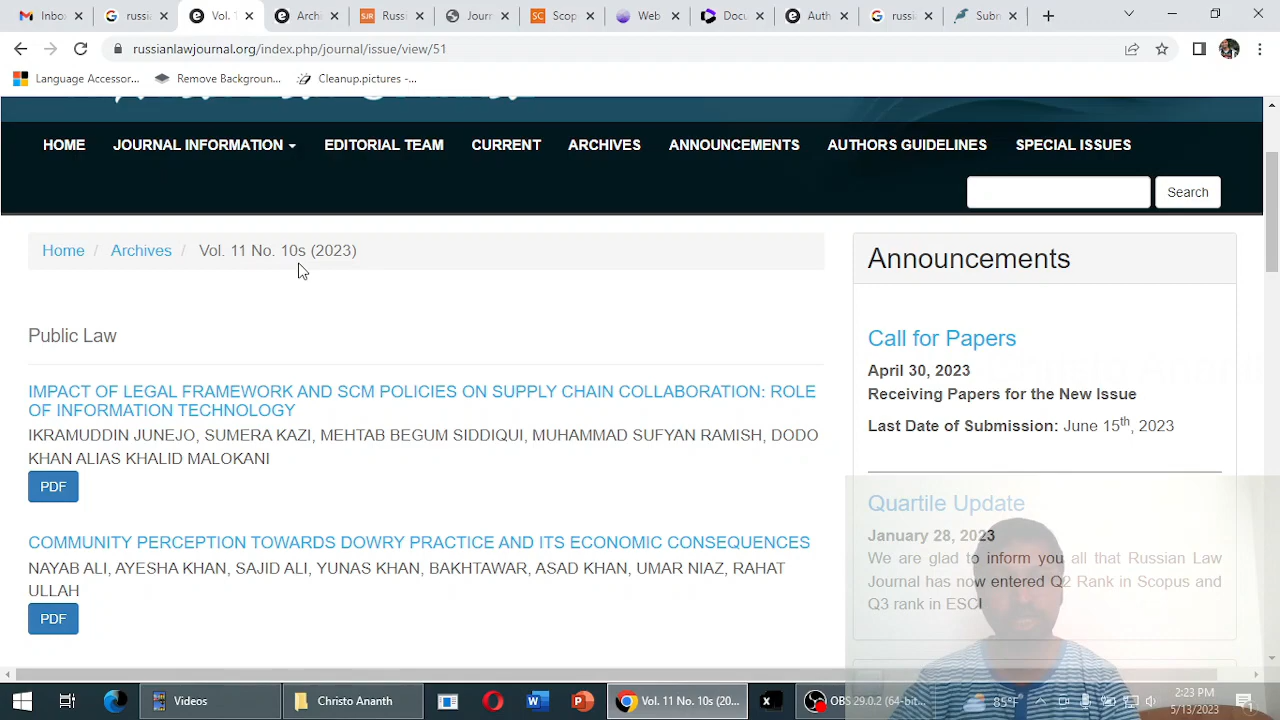 Inbo
russi
Vol. 1
Archi
Russi
Journ
Scop
Web
Docu
Auth
russi
Subm
russianlawjournal.org/index.php/journal/issue/view/51
Language Accessor...
Remove Backgroun...
Cleanup.pictures -...
HOME
JOURNAL INFORMATION
EDITORIAL TEAM
CURRENT
ARCHIVES
ANNOUNCEMENTS
AUTHORS GUIDELINES
SPECIAL ISSUES
Search
Home / Archives / Vol. 11 No. 10s (2023)
Public Law
IMPACT OF LEGAL FRAMEWORK AND SCM POLICIES ON SUPPLY CHAIN COLLABORATION: ROLE
OF INFORMATION TECHNOLOGY
IKRAMUDDIN JUNEJO, SUMERA KAZI, MEHTAB BEGUM SIDDIQUI, MUHAMMAD SUFYAN RAMISH, DODO
KHAN ALIAS KHALID MALOKANI
PDF
COMMUNITY PERCEPTION TOWARDS DOWRY PRACTICE AND ITS ECONOMIC CONSEQUENCES
NAYAB ALI, AYESHA KHAN, SAJID ALI, YUNAS KHAN, BAKHTAWAR, ASAD KHAN, UMAR NIAZ, RAHAT
ULLAH
PDF
Announcements
Call for Papers
April 30, 2023
Receiving Papers for the New Issue
Last Date of Submission: June 15th, 2023
Quartile Update
January 28, 2023
We are glad to inform you all that Russian Law
Journal has now entered Q2 Rank in Scopus and
Q3 rank in ESCI
Videos
Christo Ananth
Vol. 11 No. 10s (20...
OBS 29.0.2 (64-bit...
85°F
2:23 PM
5/13/2023